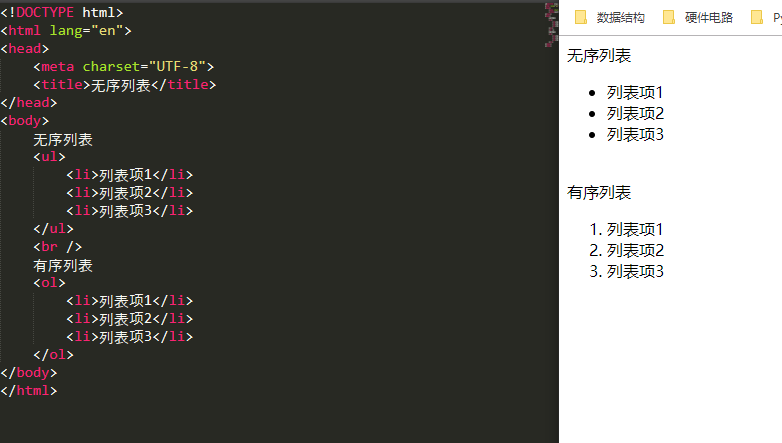 <!DOCTYPE html>
<html lang="en">
<head>
    <meta charset="UTF-8">
    <title>无序列表</title>
</head>
<body>
    无序列表
    <ul>
        <li>列表项1</li>
        <li>列表项2</li>
        <li>列表项3</li>
    </ul>
    <br />
    有序列表
    <ol>
        <li>列表项1</li>
        <li>列表项2</li>
        <li>列表项3</li>
    </ol>
</body>
</html>
数据结构 硬件电路 Py
无序列表
• 列表项1
• 列表项2
• 列表项3
有序列表
1. 列表项1
2. 列表项2
3. 列表项3